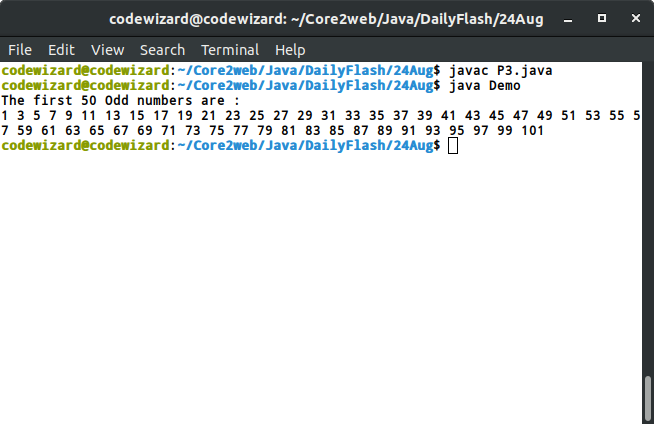 codewizard@codewizard: ~/Core2web/Java/DailyFlash/24Aug
File Edit View Search Terminal Help
codewizard@codewizard:~/Core2web/Java/DailyFlash/24Aug$ javac P3.java
codewizard@codewizard:~/Core2web/Java/DailyFlash/24Aug$ java Demo
The first 50 Odd numbers are :
1 3 5 7 9 11 13 15 17 19 21 23 25 27 29 31 33 35 37 39 41 43 45 47 49 51 53 55 5
7 59 61 63 65 67 69 71 73 75 77 79 81 83 85 87 89 91 93 95 97 99 101
codewizard@codewizard:~/Core2web/Java/DailyFlash/24Aug$